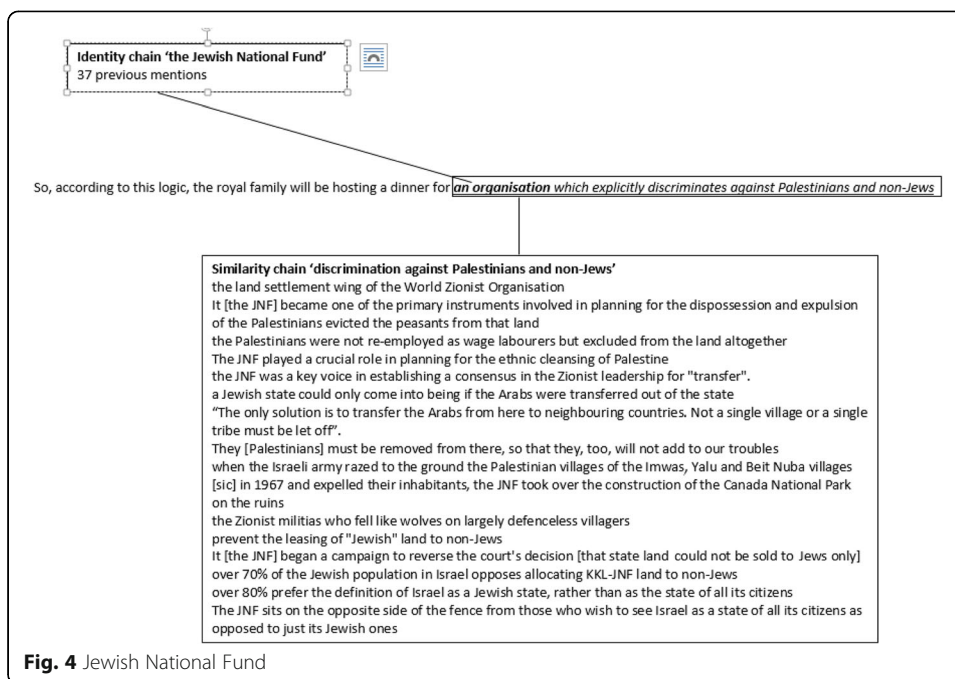 Identity chain ‘the Jewish National Fund’
37 previous mentions
So, according to this logic, the royal family will be hosting a dinner for an organisation which explicitly discriminates against Palestinians and non-Jews
Similarity chain ‘discrimination against Palestinians and non-Jews’
the land settlement wing of the World Zionist Organisation
It [the JNF] became one of the primary instruments involved in planning for the dispossession and expulsion
of the Palestinians evicted the peasants from that land
the Palestinians were not re-employed as wage labourers but excluded from the land altogether
The JNF played a crucial role in planning for the ethnic cleansing of Palestine
the JNF was a key voice in establishing a consensus in the Zionist leadership for "transfer".
a Jewish state could only come into being if the Arabs were transferred out of the state
“The only solution is to transfer the Arabs from here to neighbouring countries. Not a single village or a single
tribe must be let off”.
They [Palestinians] must be removed from there, so that they, too, will not add to our troubles
when the Israeli army razed to the ground the Palestinian villages of the Imwas, Yalu and Beit Nuba villages
[sic] in 1967 and expelled their inhabitants, the JNF took over the construction of the Canada National Park
on the ruins
the Zionist militias who fell like wolves on largely defenceless villagers
prevent the leasing of "Jewish" land to non-Jews
It [the JNF] began a campaign to reverse the court's decision [that state land could not be sold to Jews only]
over 70% of the Jewish population in Israel opposes allocating KKL-JNF land to non-Jews
over 80% prefer the definition of Israel as a Jewish state, rather than as the state of all its citizens
The JNF sits on the opposite side of the fence from those who wish to see Israel as a state of all its citizens as
opposed to just its Jewish ones
Fig. 4 Jewish National Fund